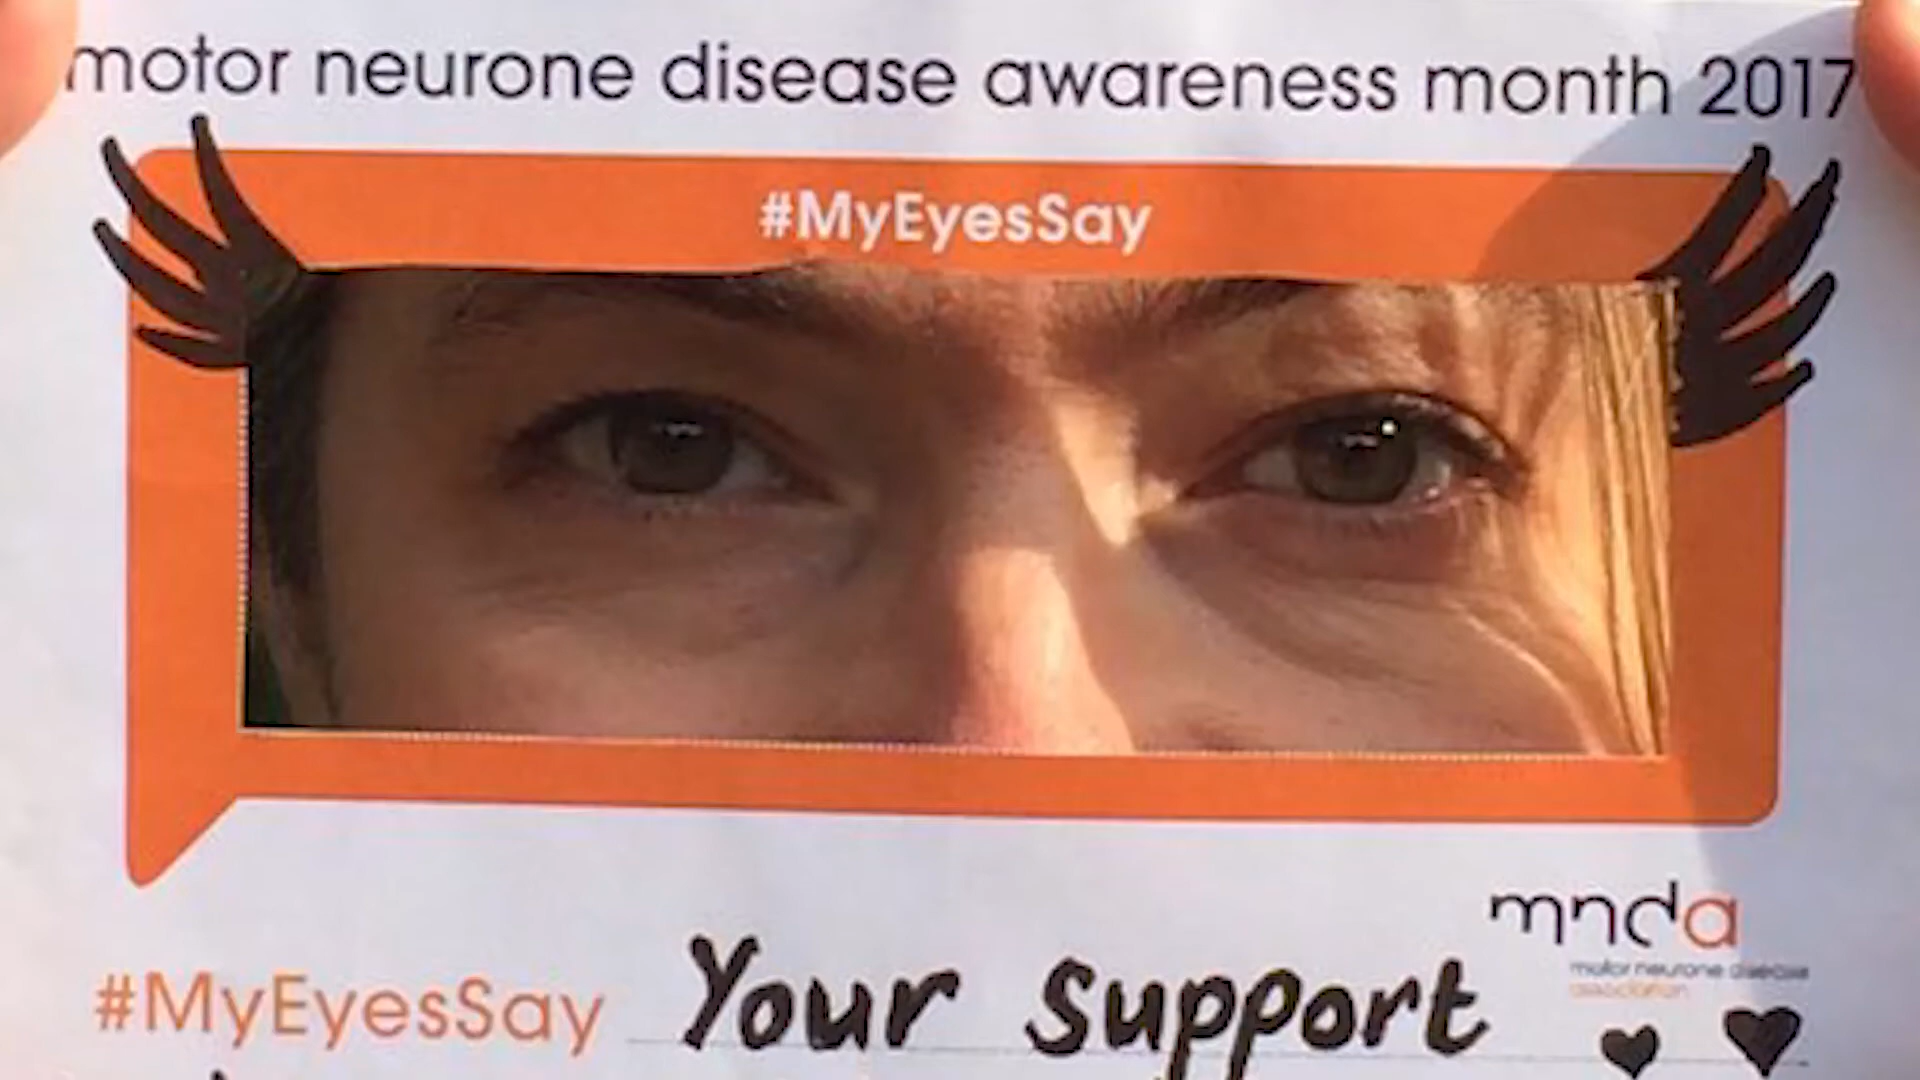 motor neurone disease awareness month 2017
#MyEyesSay
mnda
motor neurone disease
association
#MyEyesSay Your support